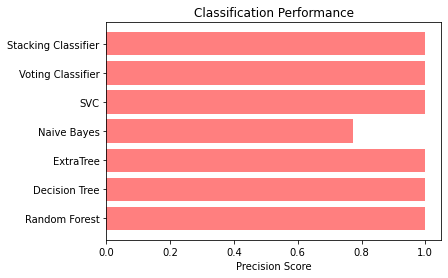 Classification Performance
Stacking Classifier
Voting Classifier
SVC
Naive Bayes
ExtraTree
Decision Tree
Random Forest
0.0 0.2 0.4 0.6 0.8 1.0
Precision Score